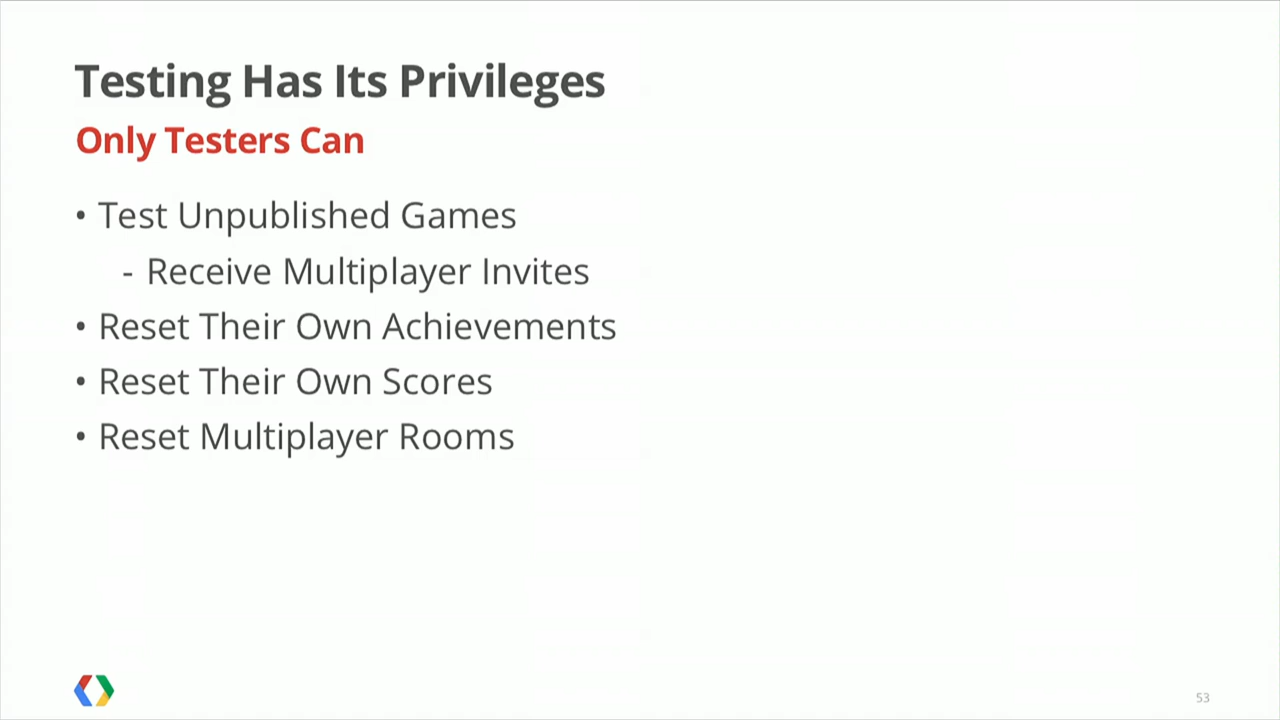 Testing Has Its Privileges
Only Testers Can
• Test Unpublished Games
- Receive Multiplayer Invites
• Reset Their Own Achievements
• Reset Their Own Scores
• Reset Multiplayer Rooms
53